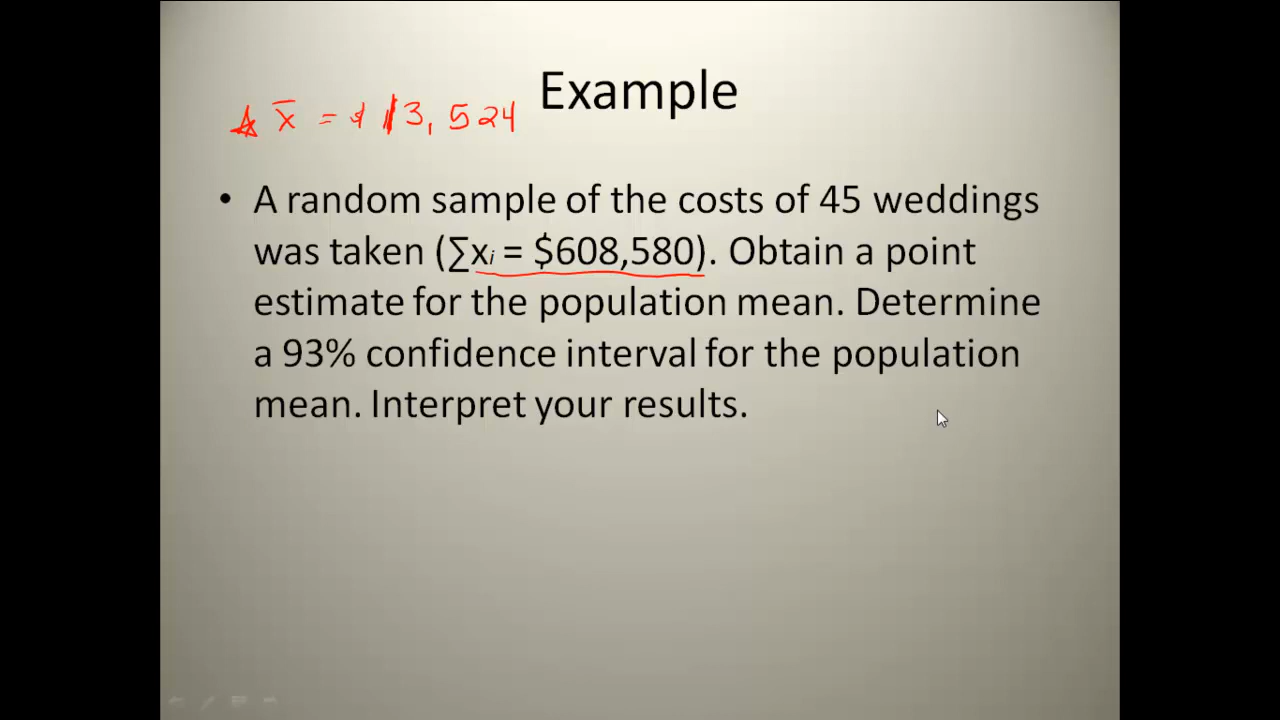 Example
x̄ = $13,524
• A random sample of the costs of 45 weddings
was taken (∑xᵢ = $608,580). Obtain a point
estimate for the population mean. Determine
a 93% confidence interval for the population
mean. Interpret your results.